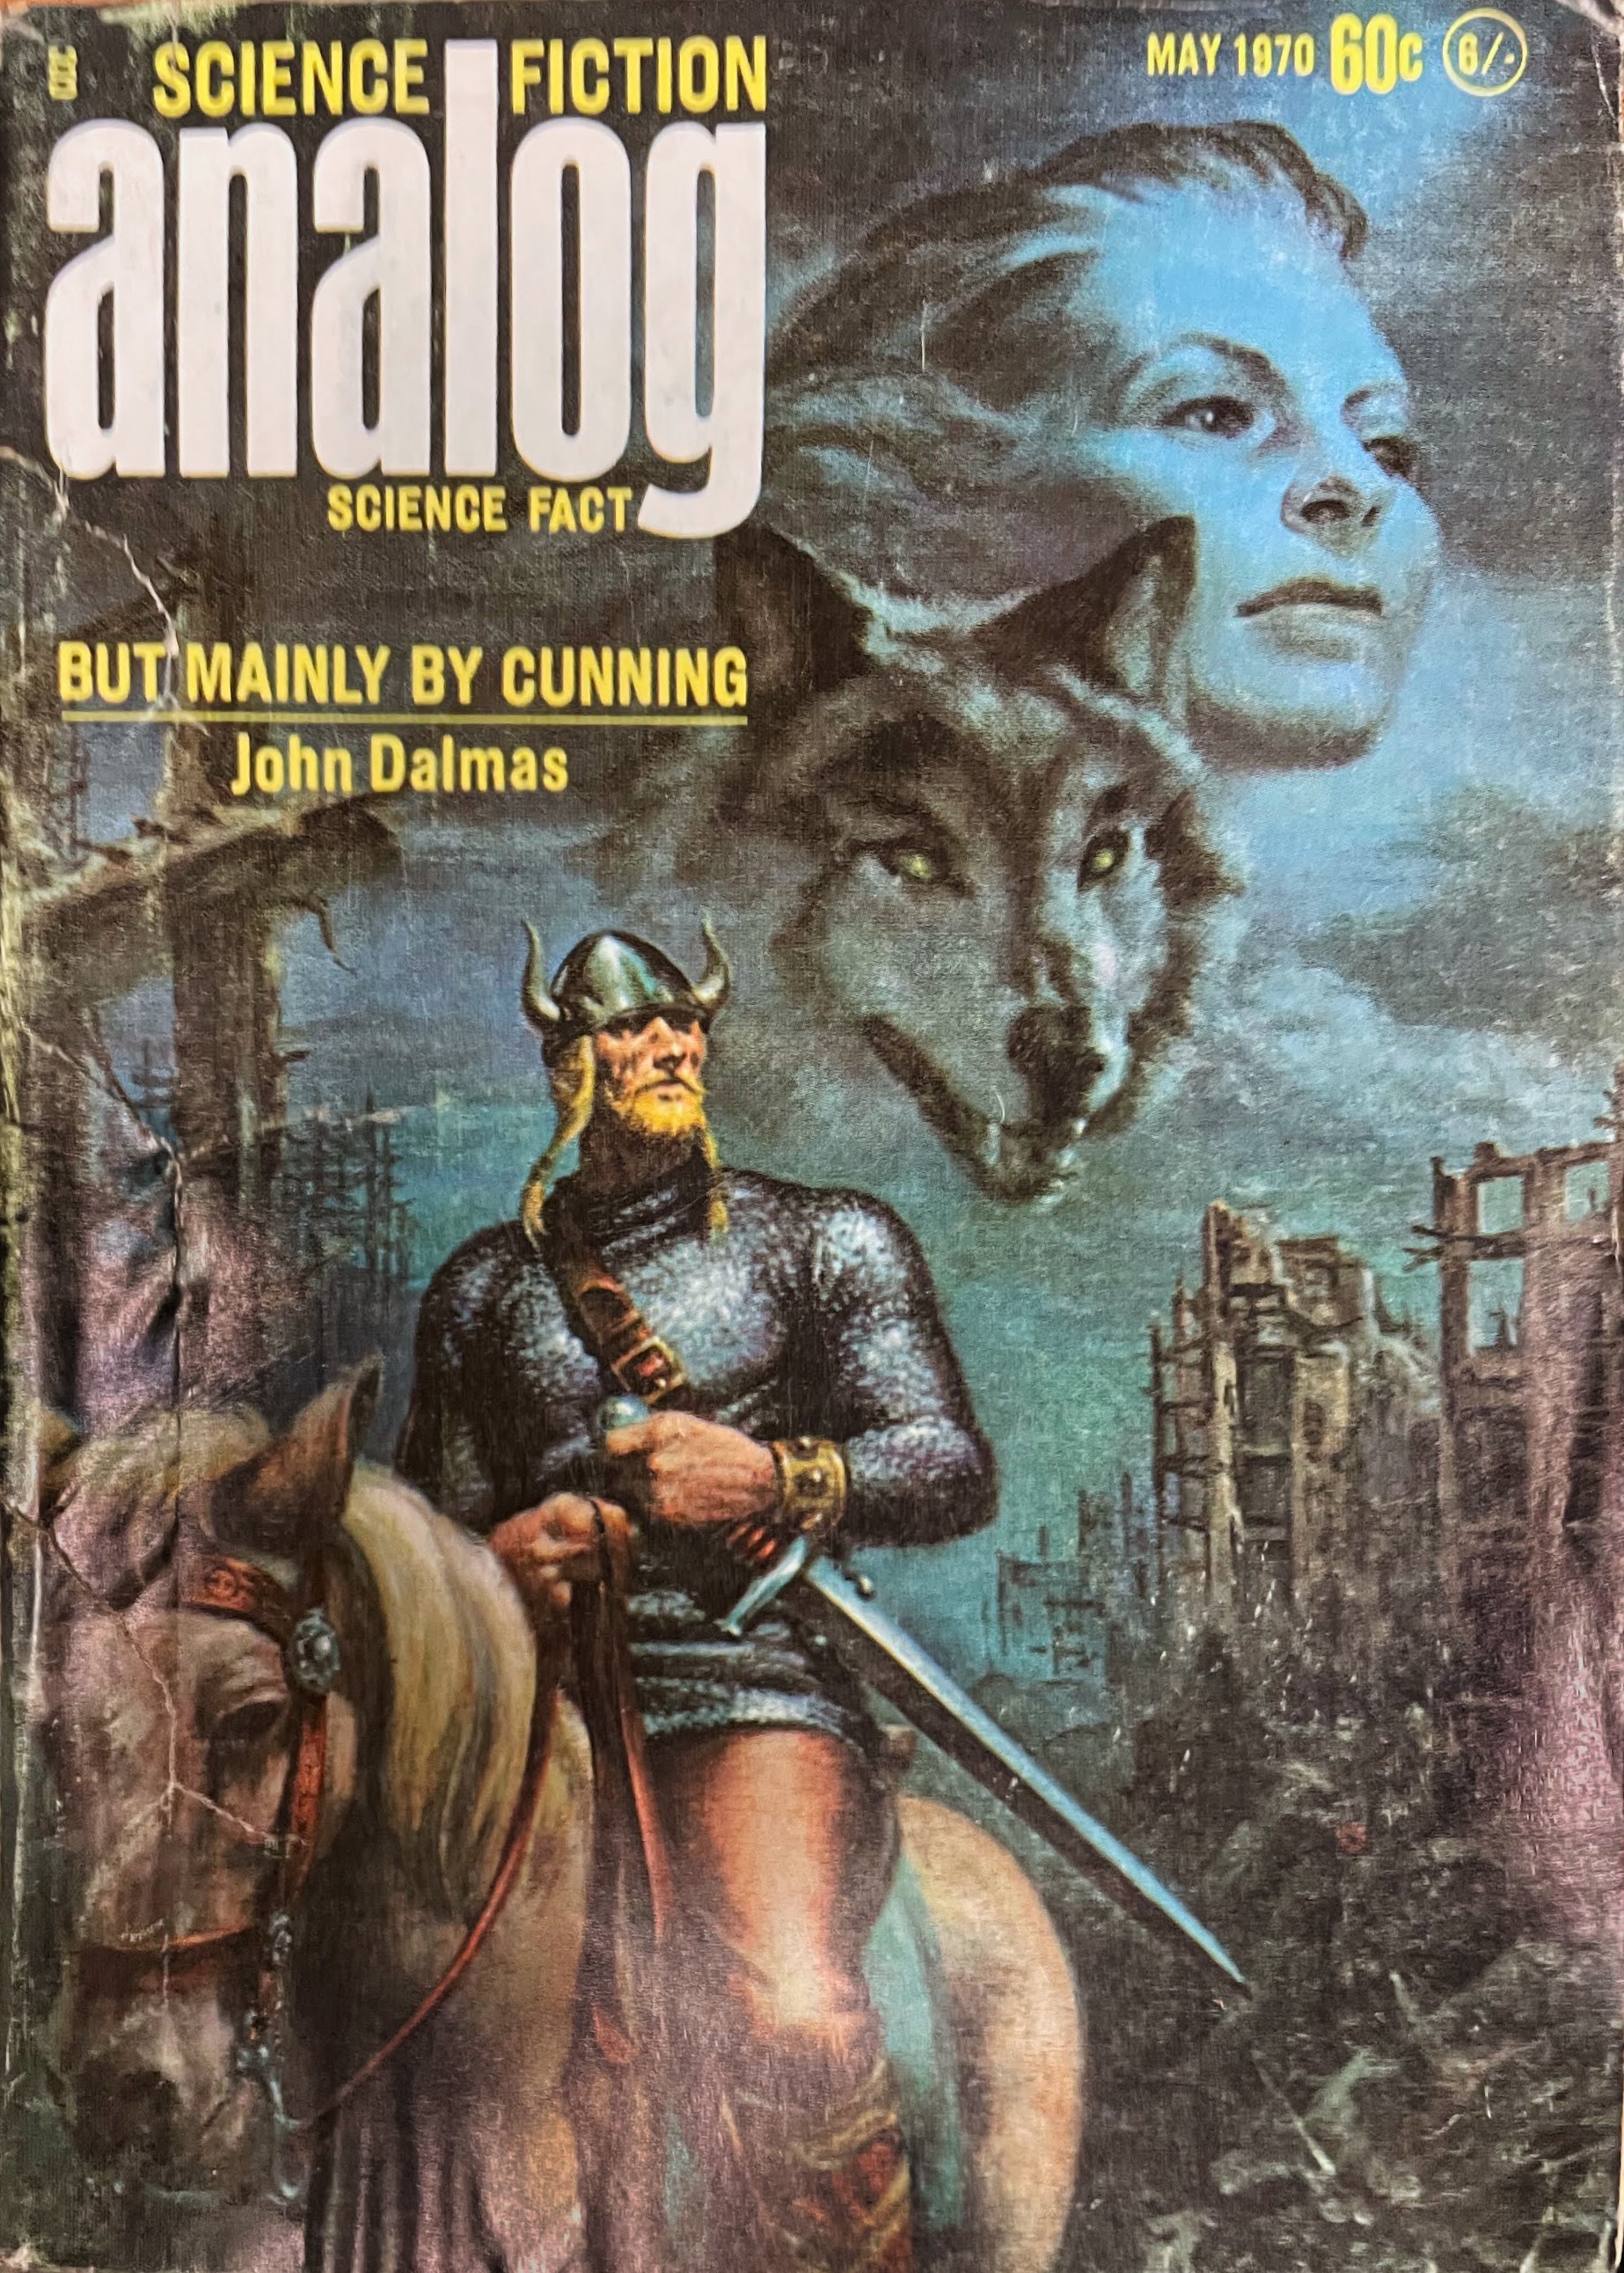 SCIENCE FICTION
analog
SCIENCE FACT
MAY 1970 60c 6/-
BUT MAINLY BY CUNNING
John Dalmas